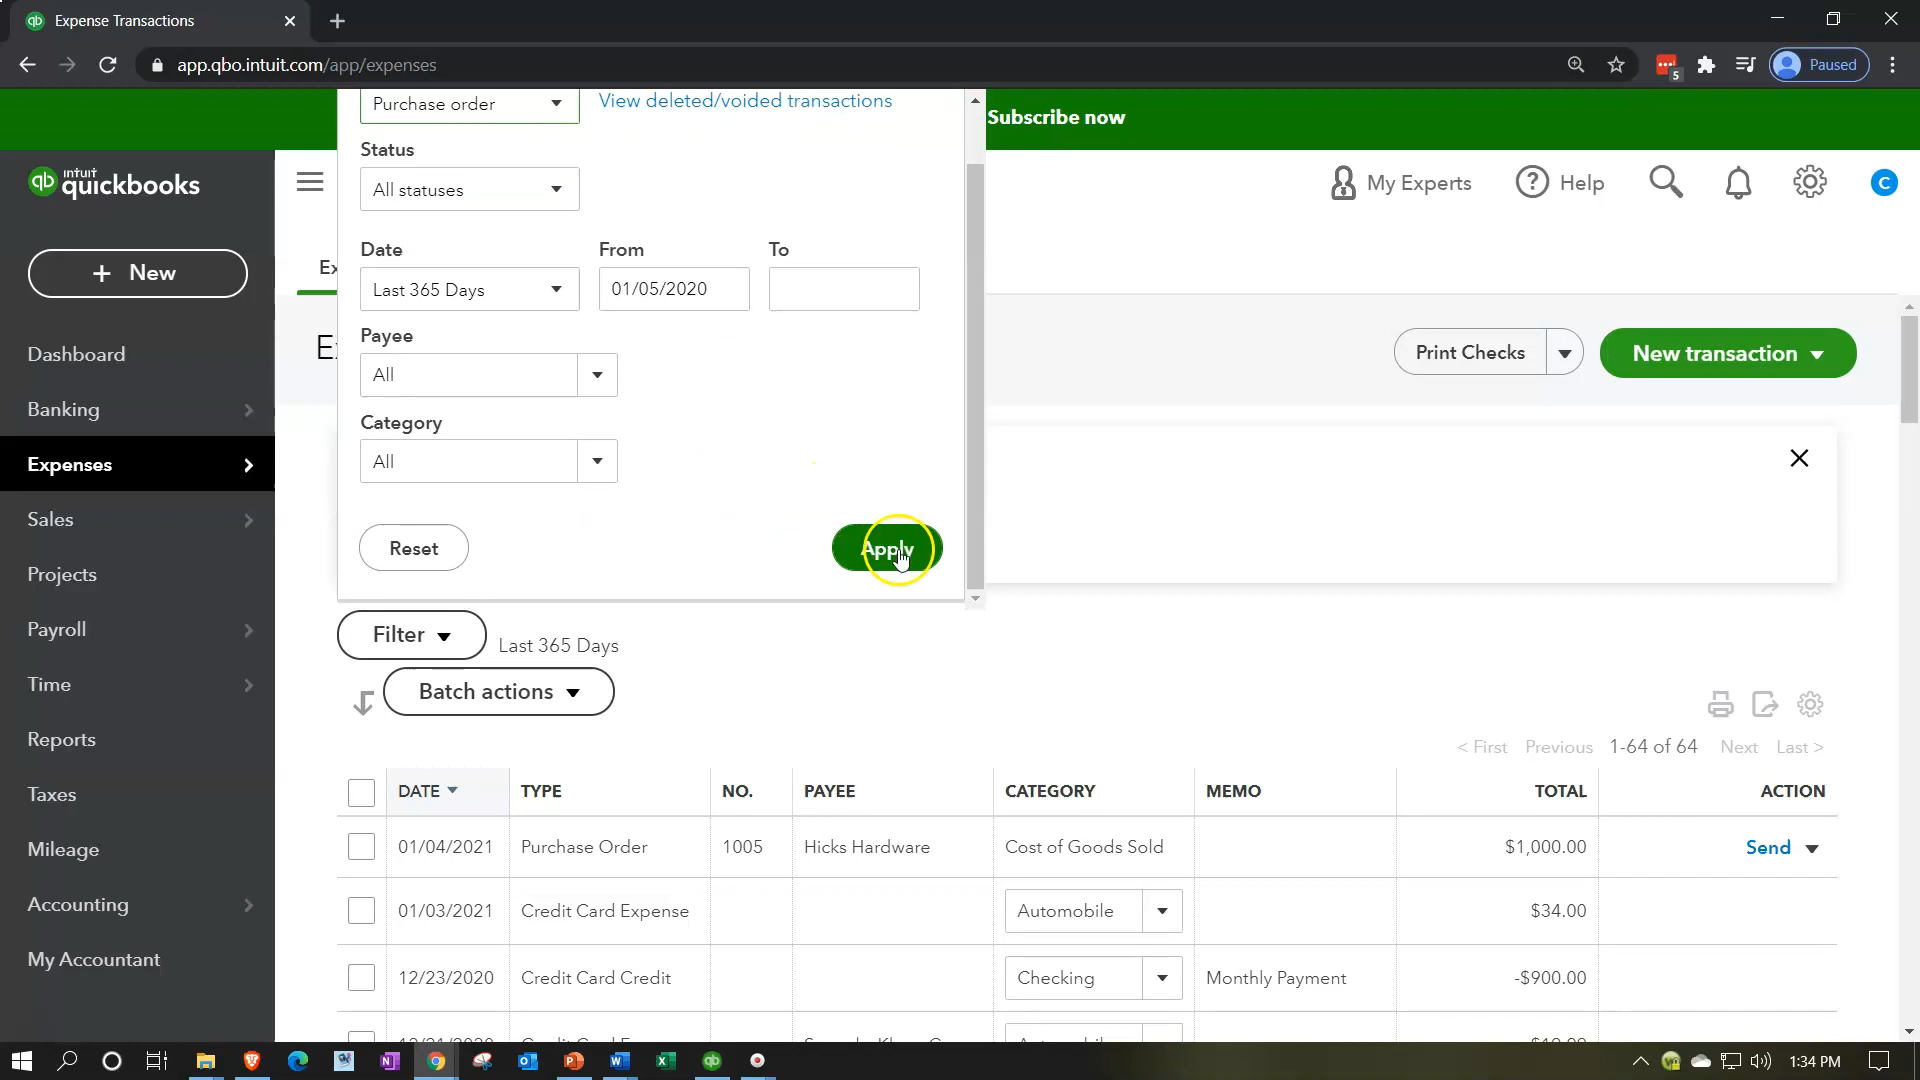 Expense Transactions
app.qbo.intuit.com/app/expenses
5
Paused
Purchase order
View deleted/voided transactions
Subscribe now
qb intuit quickbooks
My Experts
Help
C
Status
All statuses
+ New
Date From To
Last 365 Days 01/05/2020
Payee
All
Print Checks
New transaction
Category
All
Reset
Apply
Dashboard
Banking
Expenses
Sales
Projects
Payroll
Time
Reports
Taxes
Mileage
Accounting
My Accountant
Filter
Last 365 Days
Batch actions
< First Previous 1-64 of 64 Next Last >
DATE TYPE NO. PAYEE CATEGORY MEMO TOTAL ACTION
01/04/2021 Purchase Order 1005 Hicks Hardware Cost of Goods Sold $1,000.00 Send
01/03/2021 Credit Card Expense Automobile $34.00
12/23/2020 Credit Card Credit Checking Monthly Payment -$900.00
1:34 PM